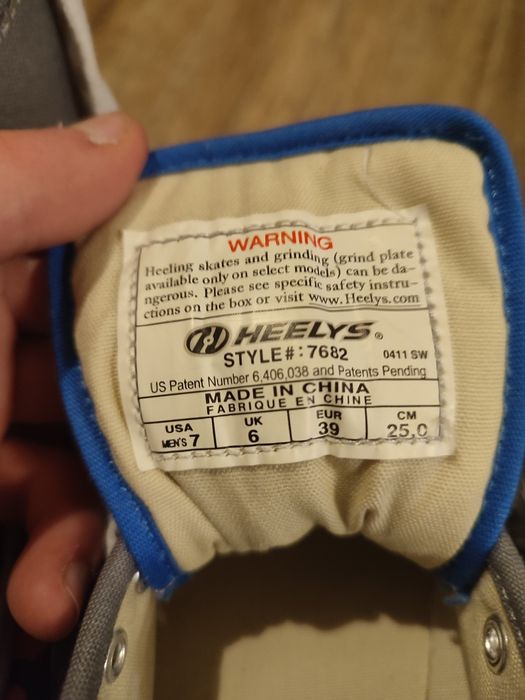 WARNING
Heeling skates and grinding (grind plate
available only on select models) can be da-
ngerous. Please see specific safety instru-
ctions on the box or visit www.Heelys.com
HEELYS®
STYLE#:7682 0411 SW
US Patent Number 6,406,038 and Patents Pending
MADE IN CHINA
FABRIQUE EN CHINE
USA UK EUR CM
MEN'S 7 6 39 25.0